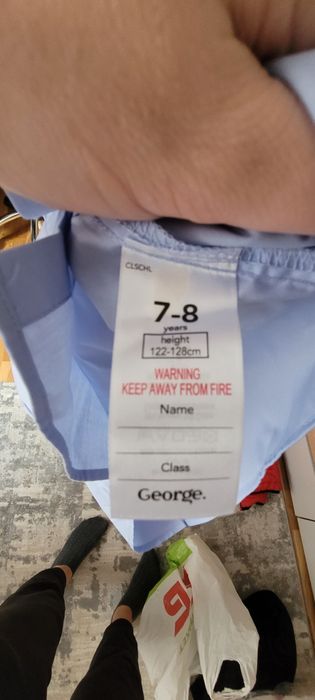 CLSCHL
7-8
years
height
122-128cm
WARNING
KEEP AWAY FROM FIRE
Name
Class
George.